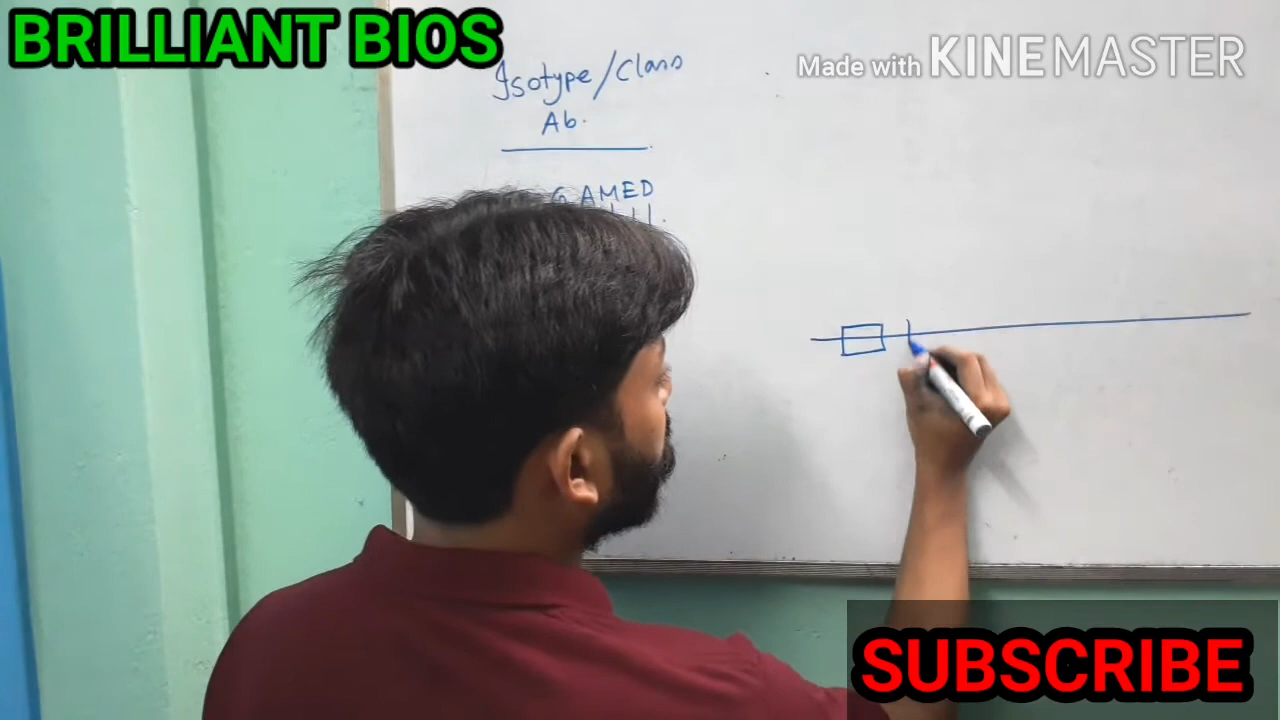 BRILLIANT BIOS
Made with KINEMASTER
Isotype/Class
Ab.
GAMED
SUBSCRIBE